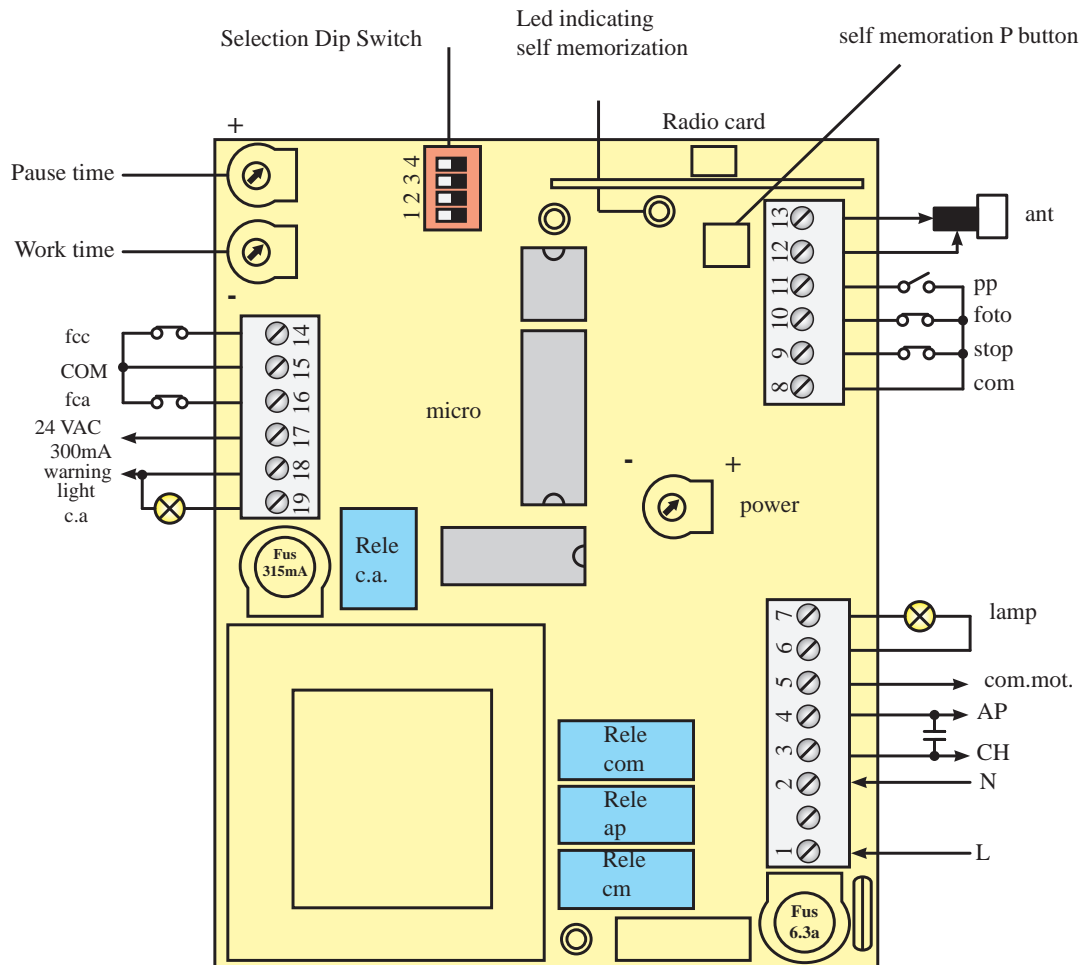 Led indicating
self memorization
Selection Dip Switch
self memoration P button
+
Radio card
Pause time
1 2 3 4
Work time
-
13
12
11
10
9
8
ant
pp
foto
stop
com
fcc
COM
fca
24 VAC
300mA
warning
light
c.a
14
15
16
17
18
19
micro
-
+
power
Fus
315mA
Rele
c.a.
7
6
5
4
3
2
1
lamp
com.mot.
AP
CH
N
L
Rele
com
Rele
ap
Rele
cm
Fus
6.3a